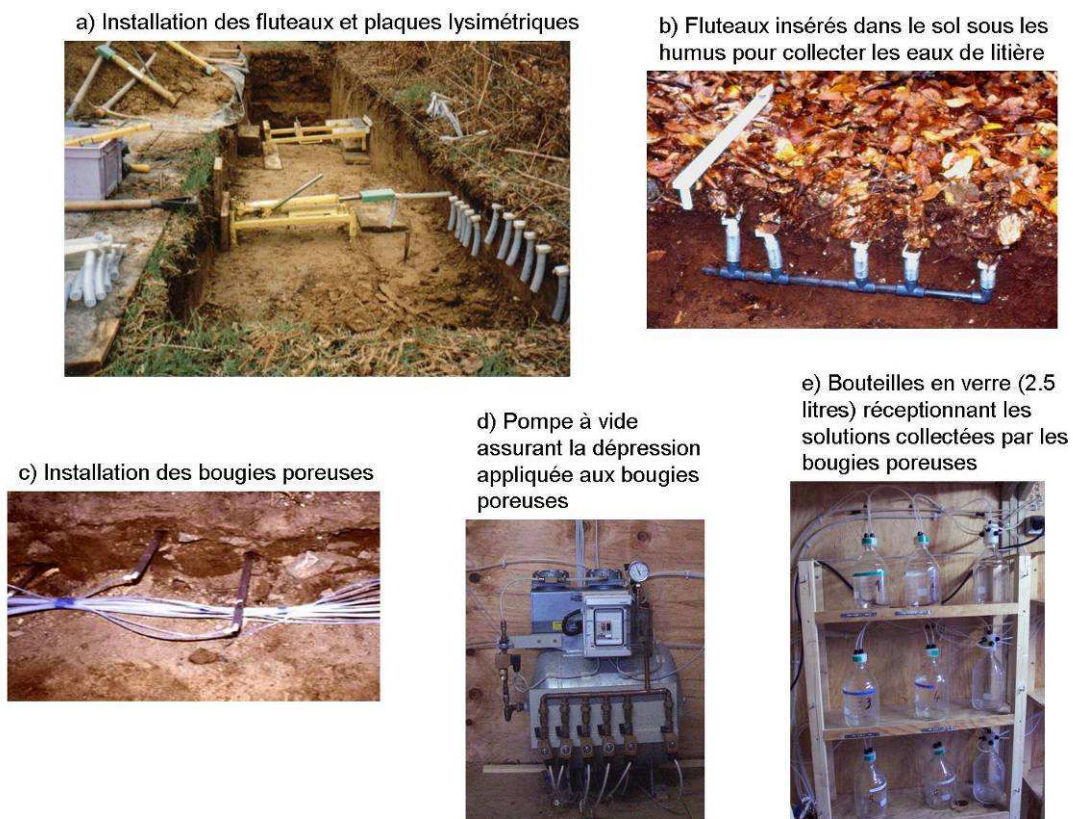 a) Installation des fluteaux et plaques lysimétriques
b) Fluteaux insérés dans le sol sous les
humus pour collecter les eaux de litière
c) Installation des bougies poreuses
d) Pompe à vide
assurant la dépression
appliquée aux bougies
poreuses
e) Bouteilles en verre (2.5
litres) réceptionnant les
solutions collectées par les
bougies poreuses
3